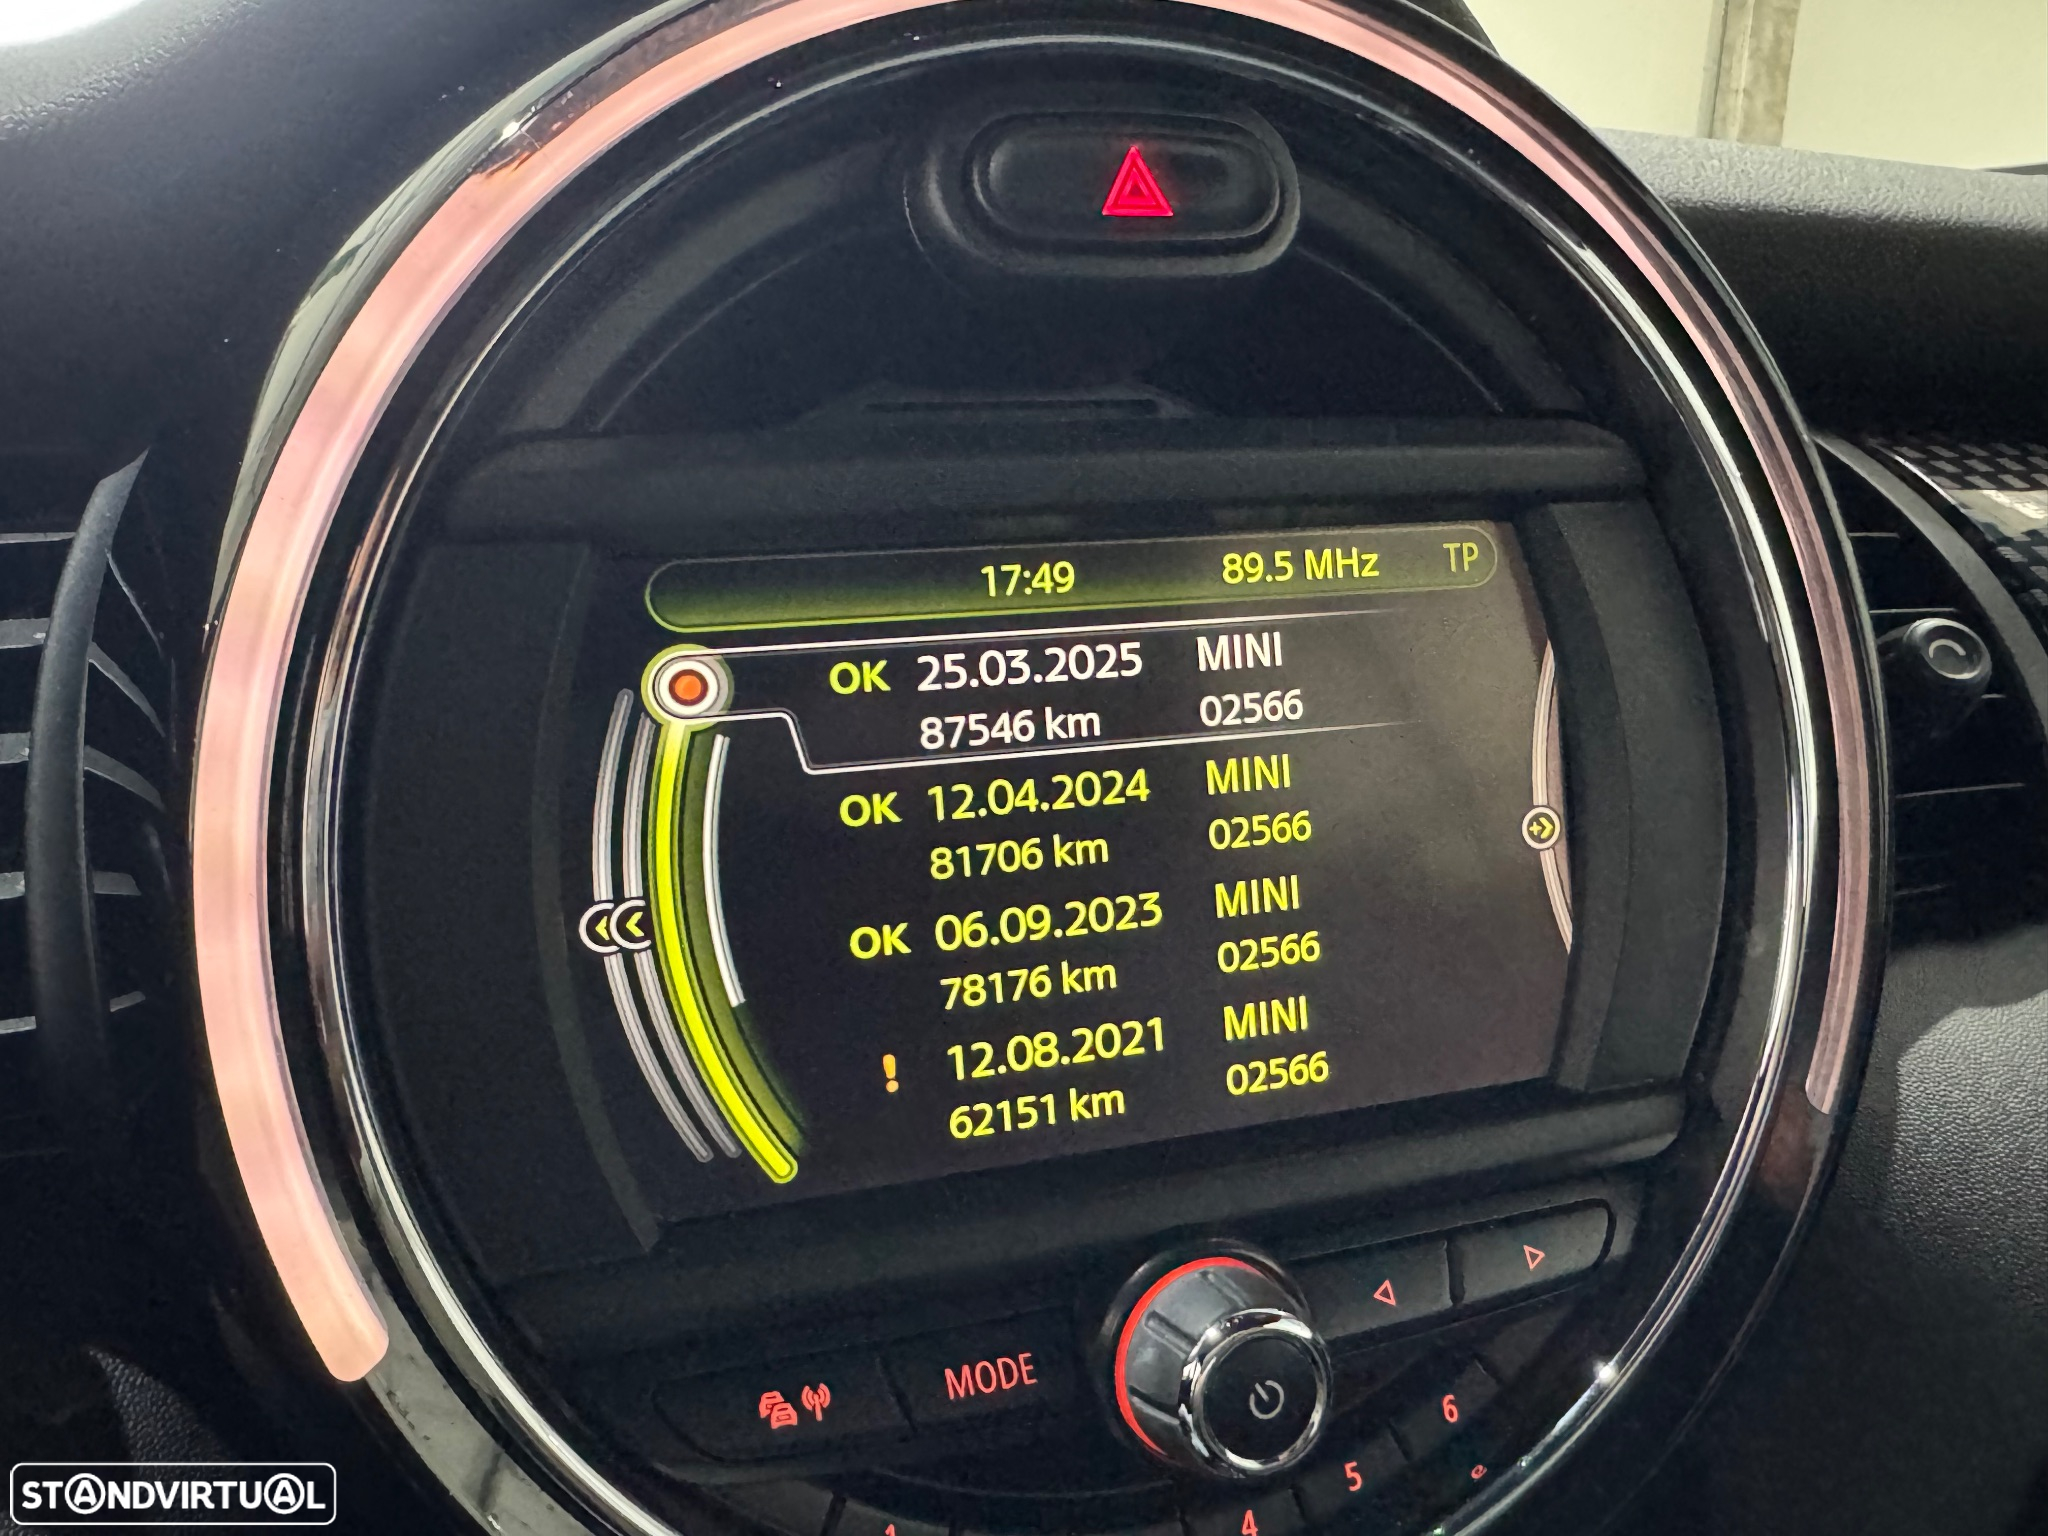 17:49 89.5 MHz TP
OK 25.03.2025 MINI
87546 km 02566
OK 12.04.2024 MINI
81706 km 02566
OK 06.09.2023 MINI
78176 km 02566
! 12.08.2021 MINI
62151 km 02566
MODE
6
5
4
1
STANDVIRTUAL